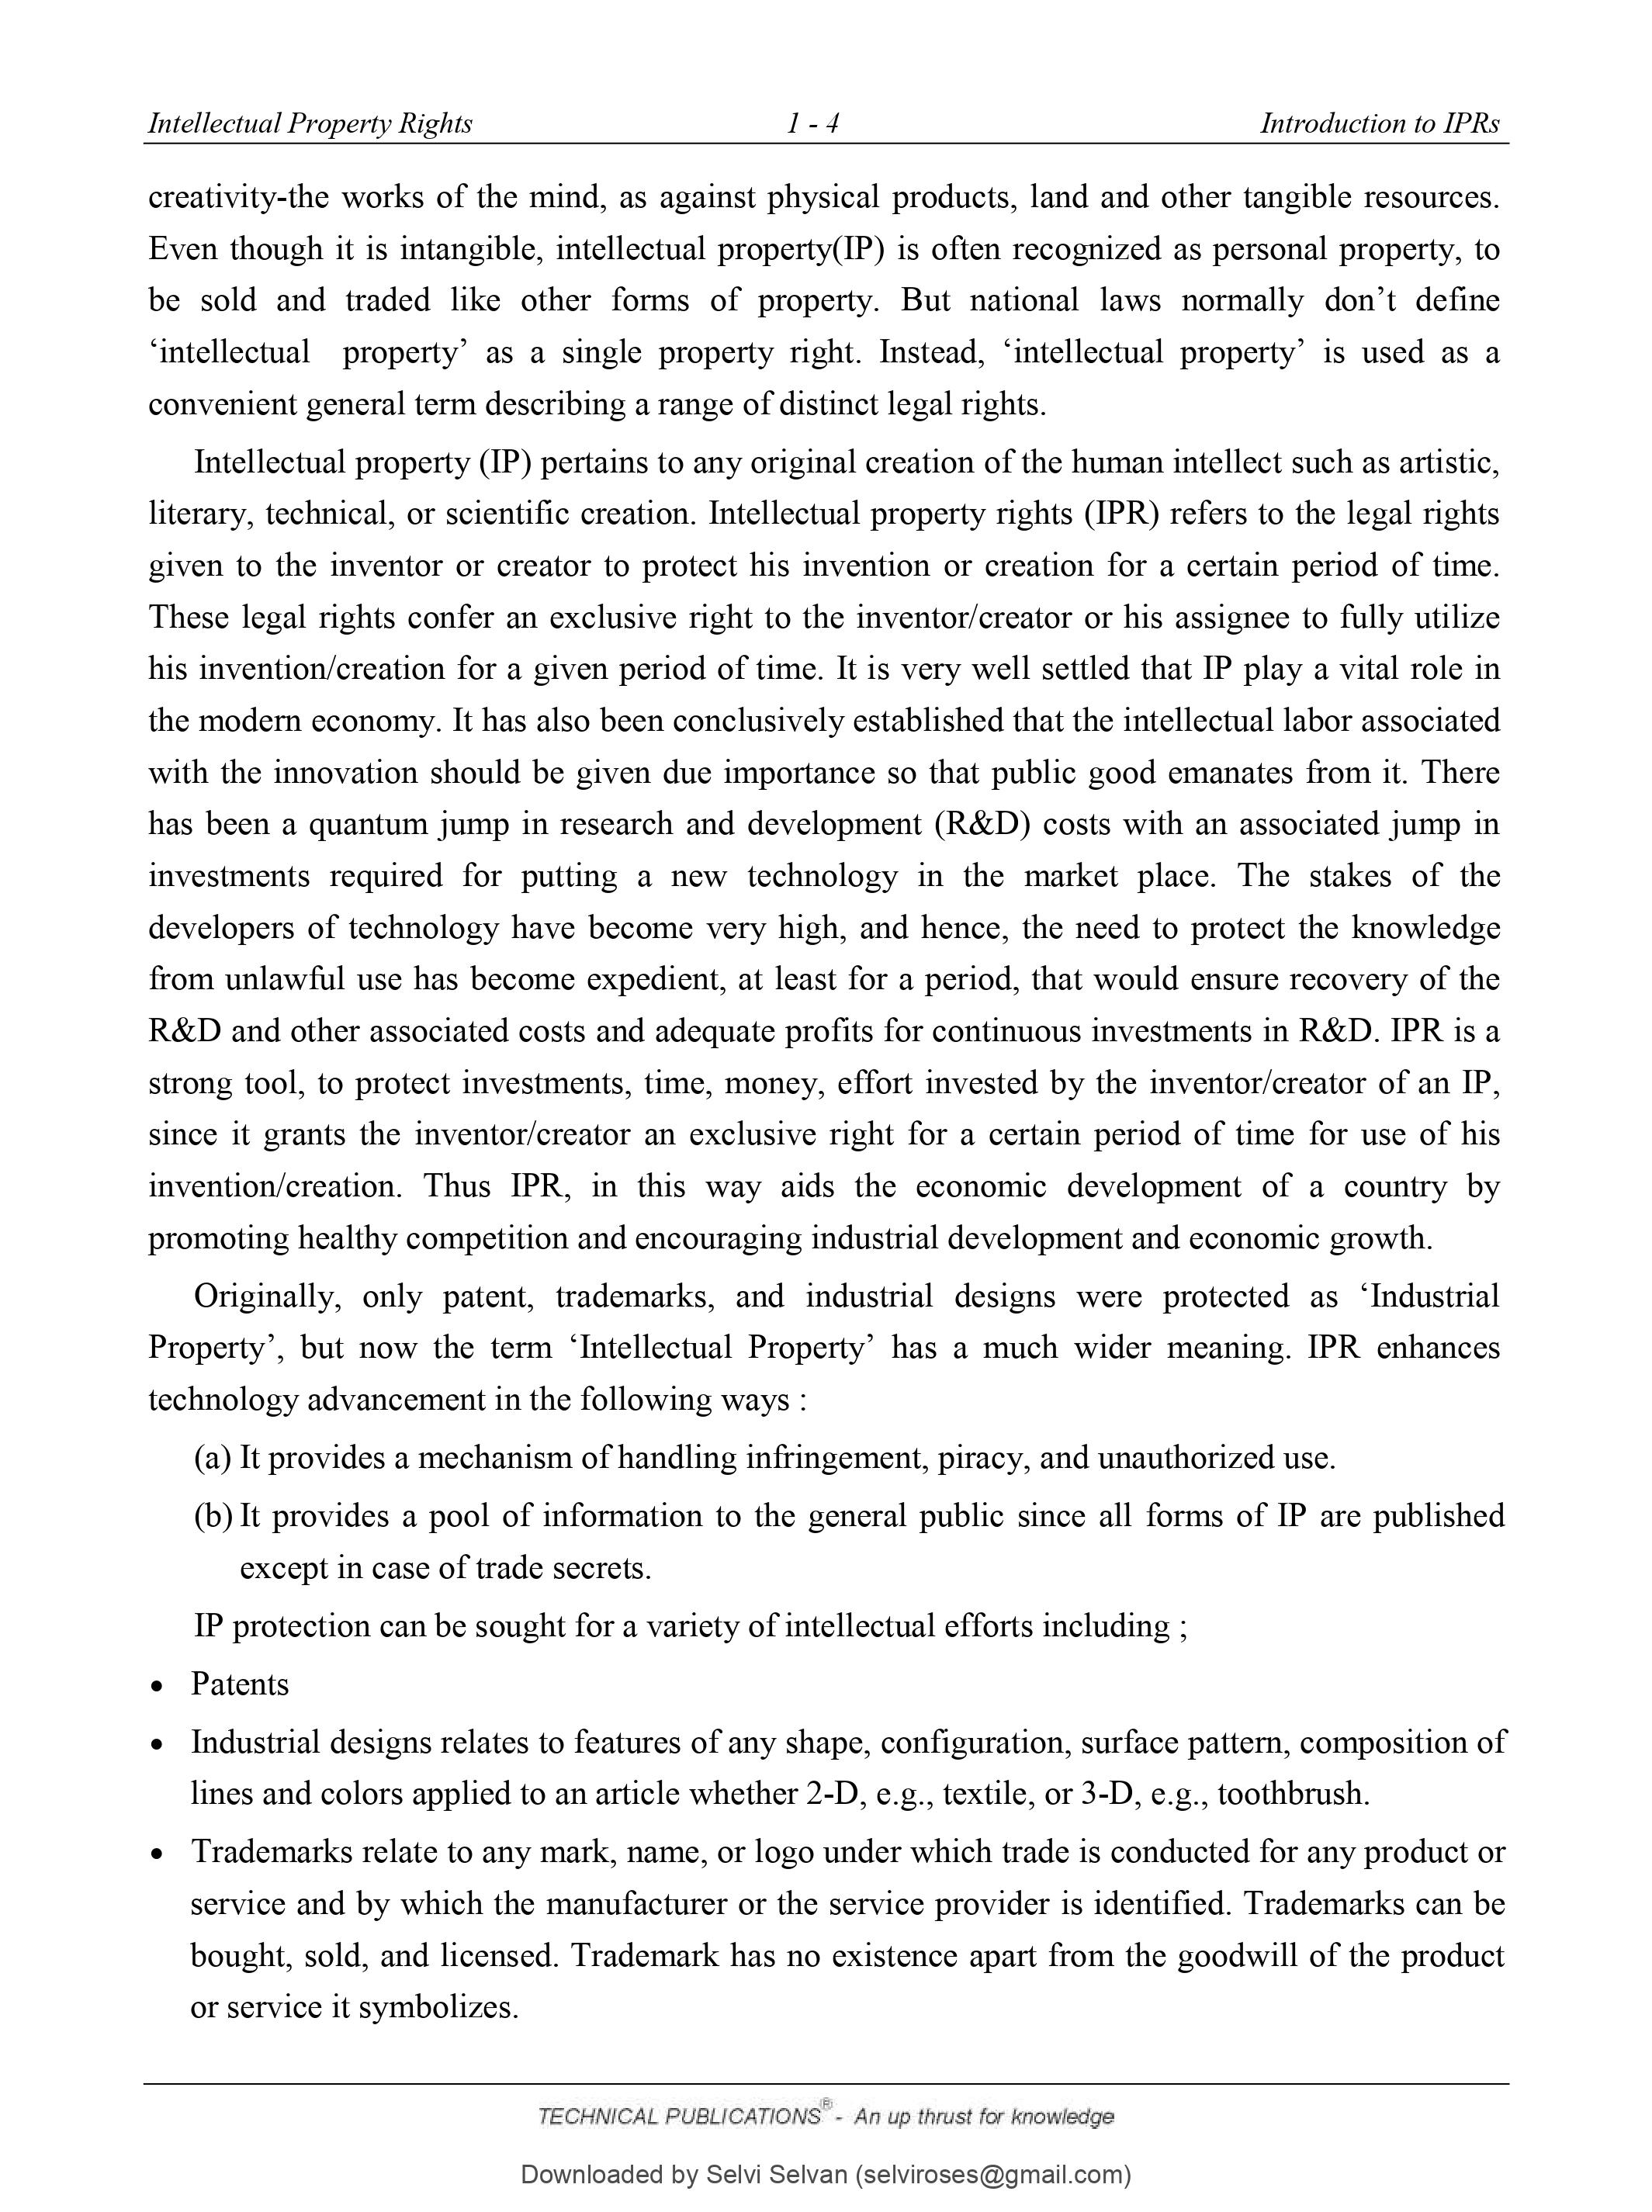 Intellectual Property Rights 1 - 4 Introduction to IPRs
creativity-the works of the mind, as against physical products, land and other tangible resources.
Even though it is intangible, intellectual property(IP) is often recognized as personal property, to
be sold and traded like other forms of property. But national laws normally don’t define
‘intellectual property’ as a single property right. Instead, ‘intellectual property’ is used as a
convenient general term describing a range of distinct legal rights.
Intellectual property (IP) pertains to any original creation of the human intellect such as artistic,
literary, technical, or scientific creation. Intellectual property rights (IPR) refers to the legal rights
given to the inventor or creator to protect his invention or creation for a certain period of time.
These legal rights confer an exclusive right to the inventor/creator or his assignee to fully utilize
his invention/creation for a given period of time. It is very well settled that IP play a vital role in
the modern economy. It has also been conclusively established that the intellectual labor associated
with the innovation should be given due importance so that public good emanates from it. There
has been a quantum jump in research and development (R&D) costs with an associated jump in
investments required for putting a new technology in the market place. The stakes of the
developers of technology have become very high, and hence, the need to protect the knowledge
from unlawful use has become expedient, at least for a period, that would ensure recovery of the
R&D and other associated costs and adequate profits for continuous investments in R&D. IPR is a
strong tool, to protect investments, time, money, effort invested by the inventor/creator of an IP,
since it grants the inventor/creator an exclusive right for a certain period of time for use of his
invention/creation. Thus IPR, in this way aids the economic development of a country by
promoting healthy competition and encouraging industrial development and economic growth.
Originally, only patent, trademarks, and industrial designs were protected as ‘Industrial
Property’, but now the term ‘Intellectual Property’ has a much wider meaning. IPR enhances
technology advancement in the following ways :
(a) It provides a mechanism of handling infringement, piracy, and unauthorized use.
(b) It provides a pool of information to the general public since all forms of IP are published
except in case of trade secrets.
IP protection can be sought for a variety of intellectual efforts including ;
• Patents
• Industrial designs relates to features of any shape, configuration, surface pattern, composition of
lines and colors applied to an article whether 2-D, e.g., textile, or 3-D, e.g., toothbrush.
• Trademarks relate to any mark, name, or logo under which trade is conducted for any product or
service and by which the manufacturer or the service provider is identified. Trademarks can be
bought, sold, and licensed. Trademark has no existence apart from the goodwill of the product
or service it symbolizes.
TECHNICAL PUBLICATIONS® - An up thrust for knowledge
Downloaded by Selvi Selvan (selviroses@gmail.com)